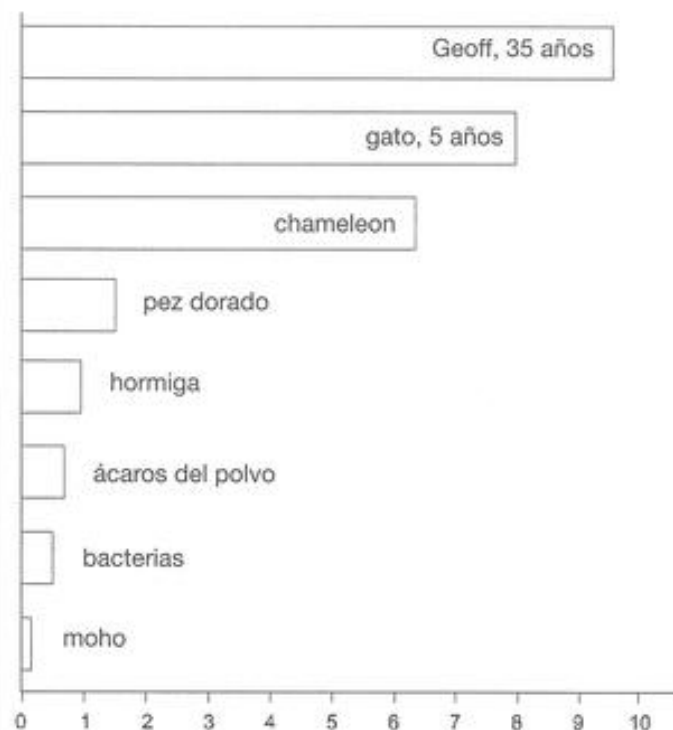 Geoff, 35 años
gato, 5 años
chameleon
pez dorado
hormiga
ácaros del polvo
bacterias
moho
0 1 2 3 4 5 6 7 8 9 10